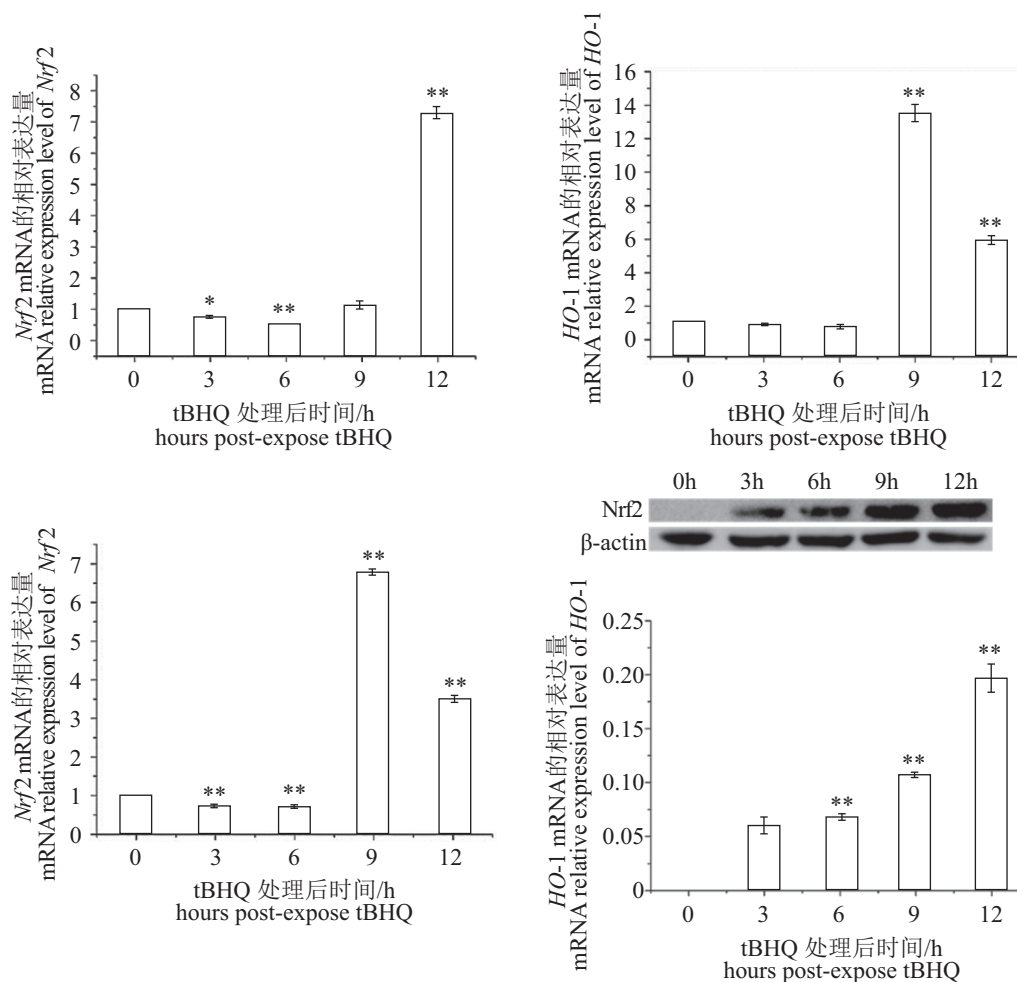 Nrf2 mRNA的相对表达量
mRNA relative expression level of Nrf2
8
7
6
5
4
3
2
1
0
*
**
**
0 3 6 9 12
tBHQ 处理后时间/h
hours post-expose tBHQ
HO-1 mRNA的相对表达量
mRNA relative expression level of HO-1
16
14
12
10
8
6
4
2
0
**
**
0 3 6 9 12
tBHQ 处理后时间/h
hours post-expose tBHQ
Nrf2 mRNA的相对表达量
mRNA relative expression level of Nrf2
7
6
5
4
3
2
1
0
**
**
**
**
0 3 6 9 12
tBHQ 处理后时间/h
hours post-expose tBHQ
0h 3h 6h 9h 12h
Nrf2
β-actin
HO-1 mRNA的相对表达量
mRNA relative expression level of HO-1
0.25
0.20
0.15
0.10
0.05
0
**
**
**
0 3 6 9 12
tBHQ 处理后时间/h
hours post-expose tBHQ